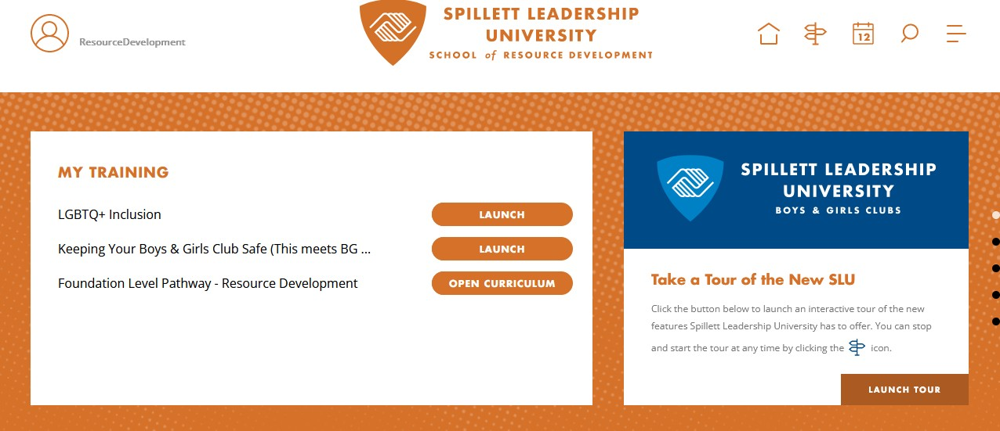 ResourceDevelopment
SPILLETT LEADERSHIP
UNIVERSITY
SCHOOL of RESOURCE DEVELOPMENT
12
MY TRAINING
LGBTQ+ Inclusion
LAUNCH
Keeping Your Boys & Girls Club Safe (This meets BG ...
LAUNCH
Foundation Level Pathway - Resource Development
OPEN CURRICULUM
SPILLETT LEADERSHIP
UNIVERSITY
BOYS & GIRLS CLUBS
Take a Tour of the New SLU
Click the button below to launch an interactive tour of the new
features Spillett Leadership University has to offer. You can stop
and start the tour at any time by clicking the icon.
LAUNCH TOUR